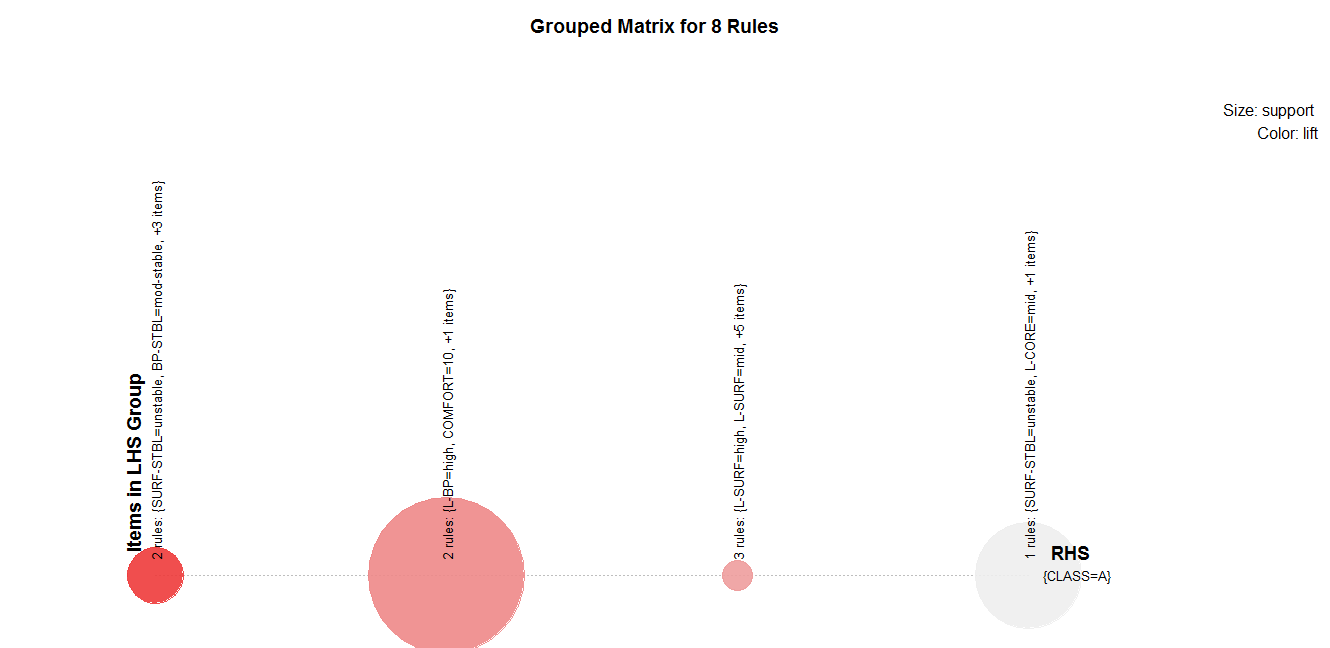 Grouped Matrix for 8 Rules
Size: support
Color: lift
Items in LHS Group
2 rules: {SURF-STBL=unstable, BP-STBL=mod-stable, +3 items}
2 rules: {L-BP=high, COMFORT=10, +1 items}
3 rules: {L-SURF=high, L-SURF=mid, +5 items}
1 rules: {SURF-STBL=unstable, L-CORE=mid, +1 items}
RHS
{CLASS=A}